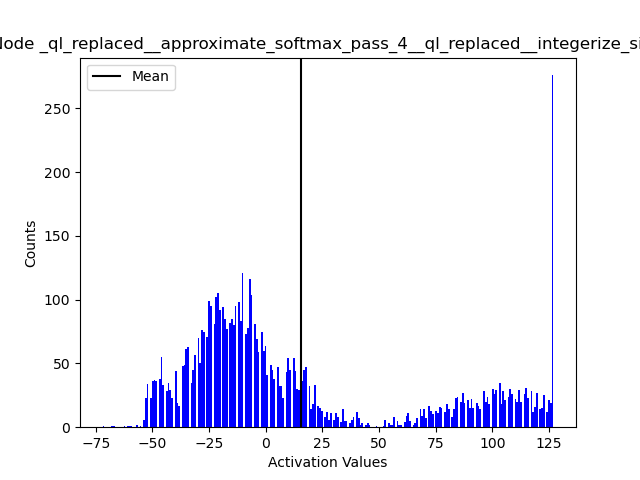 Node _ql_replaced__approximate_softmax_pass_4__ql_replaced__integerize_si
Mean
Counts
250
200
150
100
50
0
−75 −50 −25 0 25 50 75 100 125
Activation Values